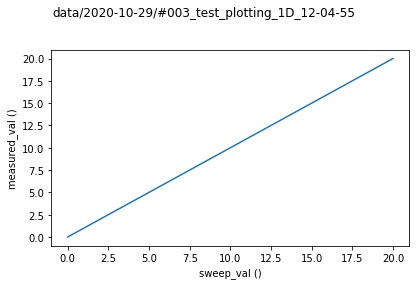 data/2020-10-29/#003_test_plotting_1D_12-04-55
20.0
17.5
15.0
12.5
10.0
7.5
5.0
2.5
0.0
measured_val ()
0.0 2.5 5.0 7.5 10.0 12.5 15.0 17.5 20.0
sweep_val ()